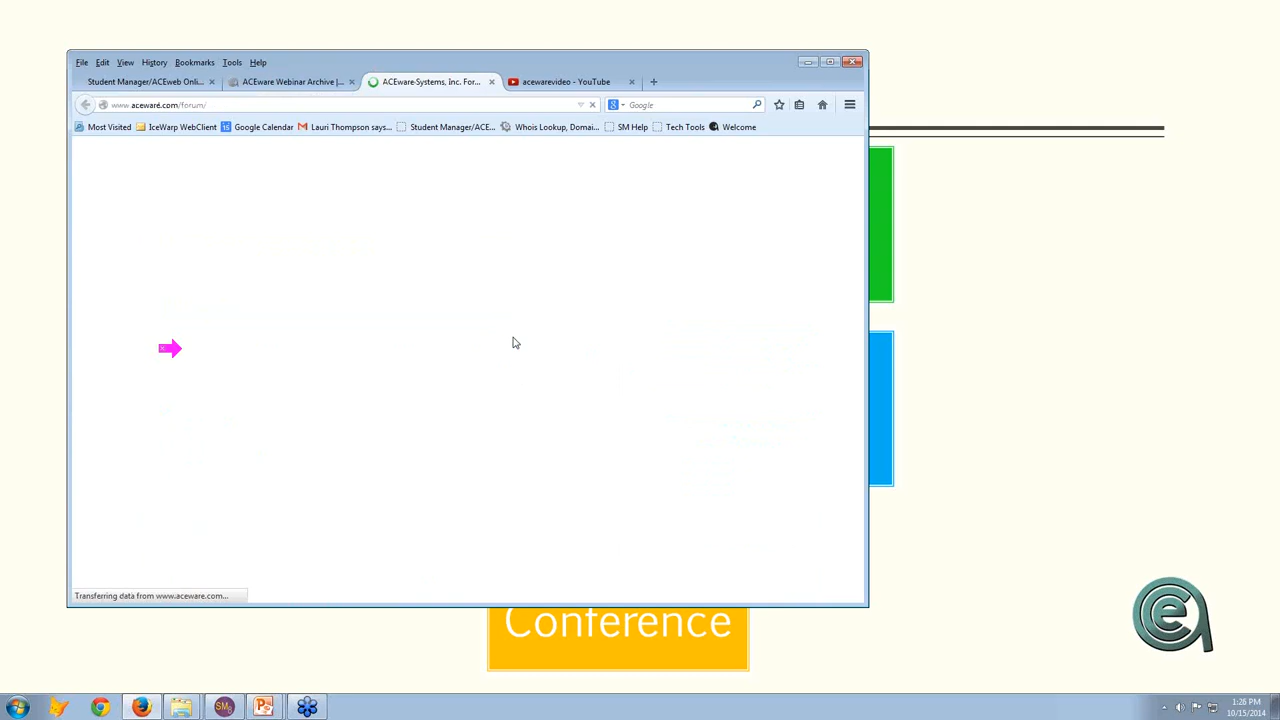 File Edit View History Bookmarks Tools Help
Student Manager/ACEweb Onli... ACEware Webinar Archive |... ACEware-Systems, Inc. For... acewarevideo - YouTube
www.aceware.com/forum/ Google
Most Visited IceWarp WebClient Google Calendar Lauri Thompson says... Student Manager/ACE... Whois Lookup, Domai... SM Help Tech Tools Welcome
Transferring data from www.aceware.com...
Conference
1:26 PM
10/15/2014